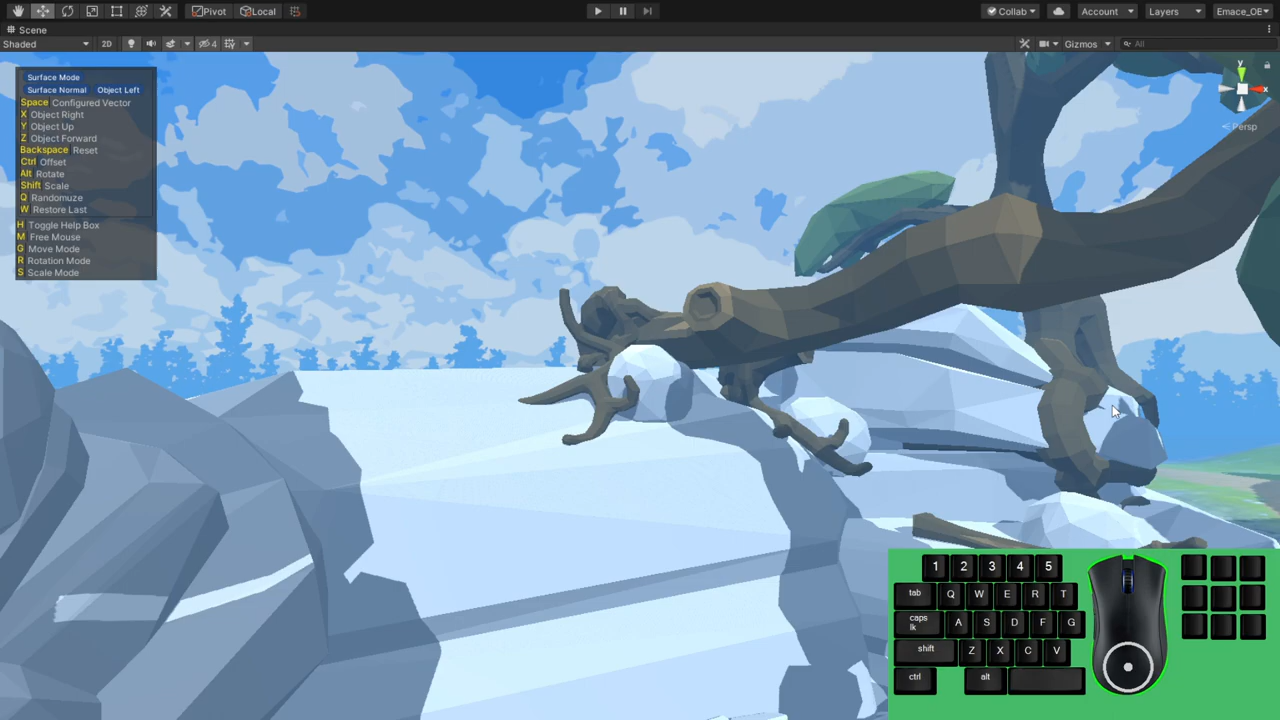 Pivot Local Collab Account Layers Emace_OE
Scene
Shaded 2D 4 Gizmos All
Surface Mode
Surface Normal Object Left
Space Configured Vector
X Object Right
Y Object Up
Z Object Forward
Backspace Reset
Ctrl Offset
Alt Rotate
Shift Scale
Q Randomuze
W Restore Last
H Toggle Help Box
M Free Mouse
G Move Mode
R Rotation Mode
S Scale Mode
y
x
< Persp
1 2 3 4 5
tab Q W E R T
caps lk A S D F G
shift Z X C V
ctrl alt